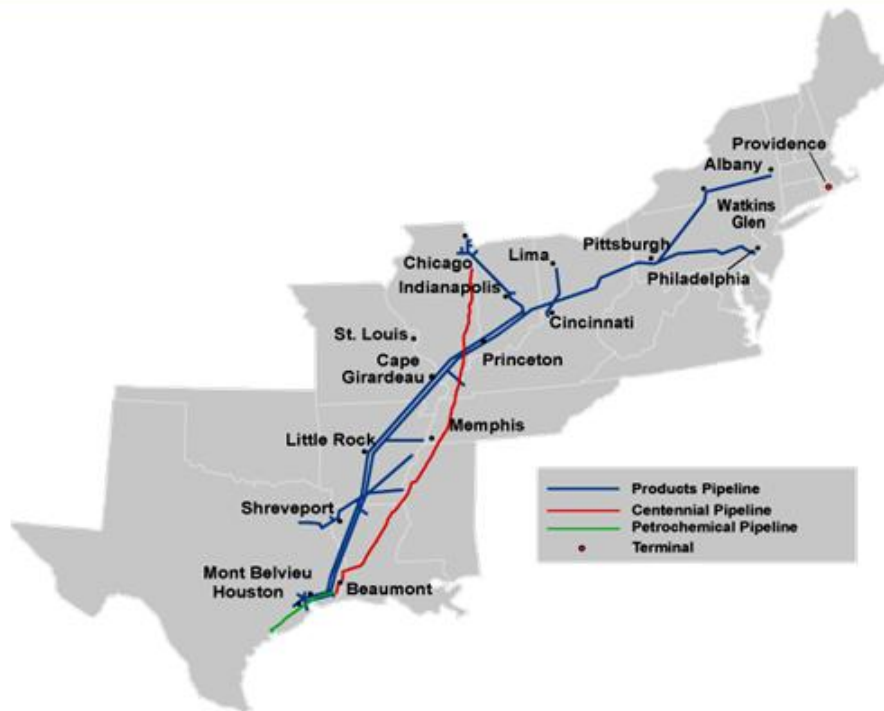 Providence
Albany
Watkins
Glen
Pittsburgh
Lima
Chicago
Philadelphia
Indianapolis
Cincinnati
St. Louis
Princeton
Cape
Girardeau
Memphis
Little Rock
Products Pipeline
Shreveport
Centennial Pipeline
Petrochemical Pipeline
Terminal
Mont Belvieu
Houston
Beaumont